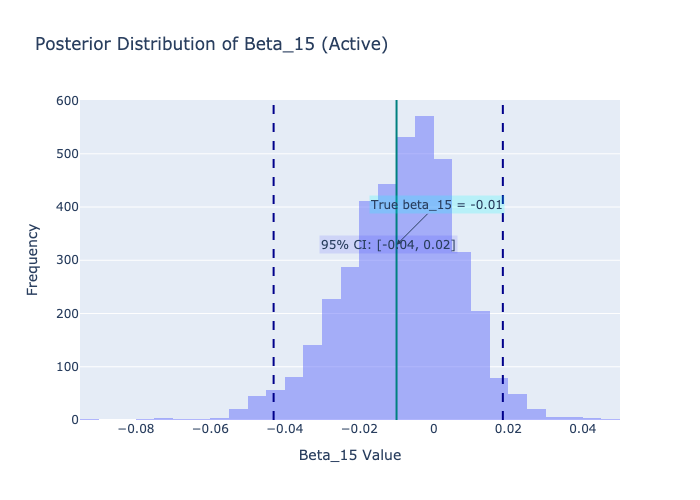 Posterior Distribution of Beta_15 (Active)
600
500
400
300
200
100
0
Frequency
True beta_15 = -0.01
95% CI: [-0.04, 0.02]
−0.08
−0.06
−0.04
−0.02
0
0.02
0.04
Beta_15 Value